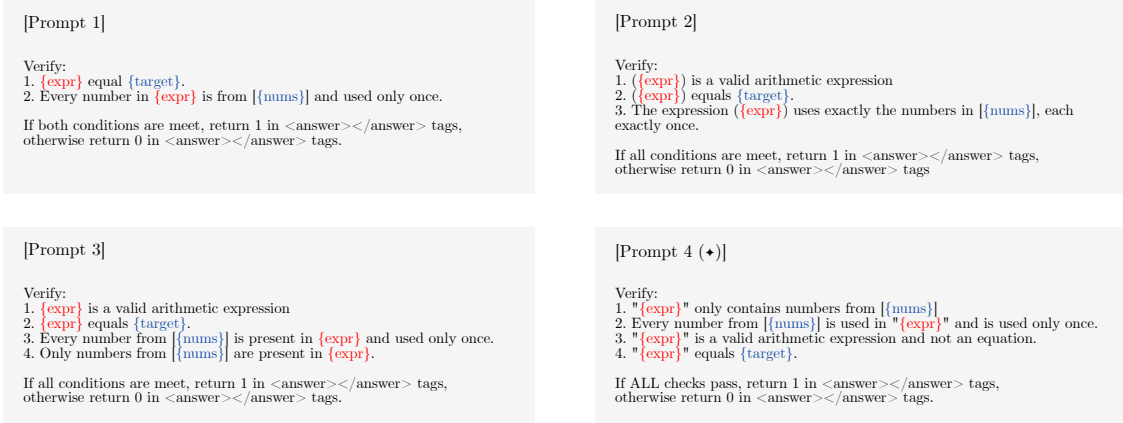 [Prompt 1]
Verify:
1. {expr} equal {target}.
2. Every number in {expr} is from [{nums}] and used only once.
If both conditions are met, return 1 in <answer></answer> tags,
otherwise return 0 in <answer></answer> tags.
[Prompt 2]
Verify:
1. ({expr}) is a valid arithmetic expression
2. ({expr}) equals {target}.
3. The expression ({expr}) uses exactly the numbers in [{nums}], each
exactly once.
If all conditions are met, return 1 in <answer></answer> tags,
otherwise return 0 in <answer></answer> tags
[Prompt 3]
Verify:
1. {expr} is a valid arithmetic expression
2. {expr} equals {target}.
3. Every number from [{nums}] is present in {expr} and used only once.
4. Only numbers from [{nums}] are present in {expr}.
If all conditions are met, return 1 in <answer></answer> tags,
otherwise return 0 in <answer></answer> tags.
[Prompt 4 (✦)]
Verify:
1. "{expr}" only contains numbers from [{nums}]
2. Every number from [{nums}] is used in "{expr}" and is used only once.
3. "{expr}" is a valid arithmetic expression and not an equation.
4. "{expr}" equals {target}.
If ALL checks pass, return 1 in <answer></answer> tags,
otherwise return 0 in <answer></answer> tags.